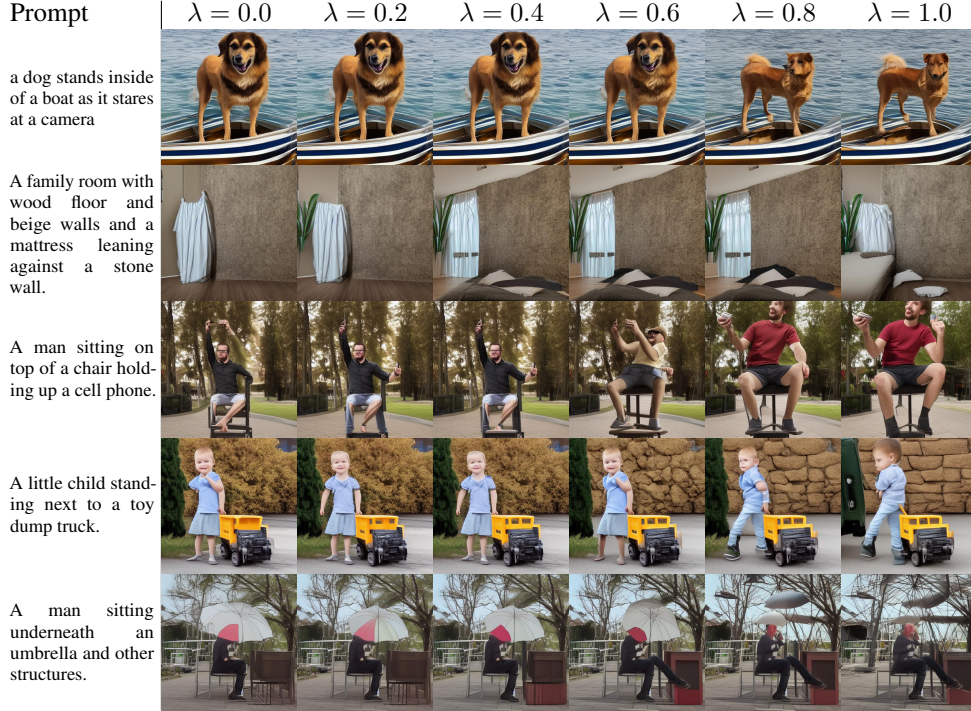 Prompt λ = 0.0 λ = 0.2 λ = 0.4 λ = 0.6 λ = 0.8 λ = 1.0
a dog stands inside
of a boat as it stares
at a camera
A family room with
wood floor and
beige walls and a
mattress leaning
against a stone
wall.
A man sitting on
top of a chair hold-
ing up a cell phone.
A little child stand-
ing next to a toy
dump truck.
A man sitting
underneath an
umbrella and other
structures.